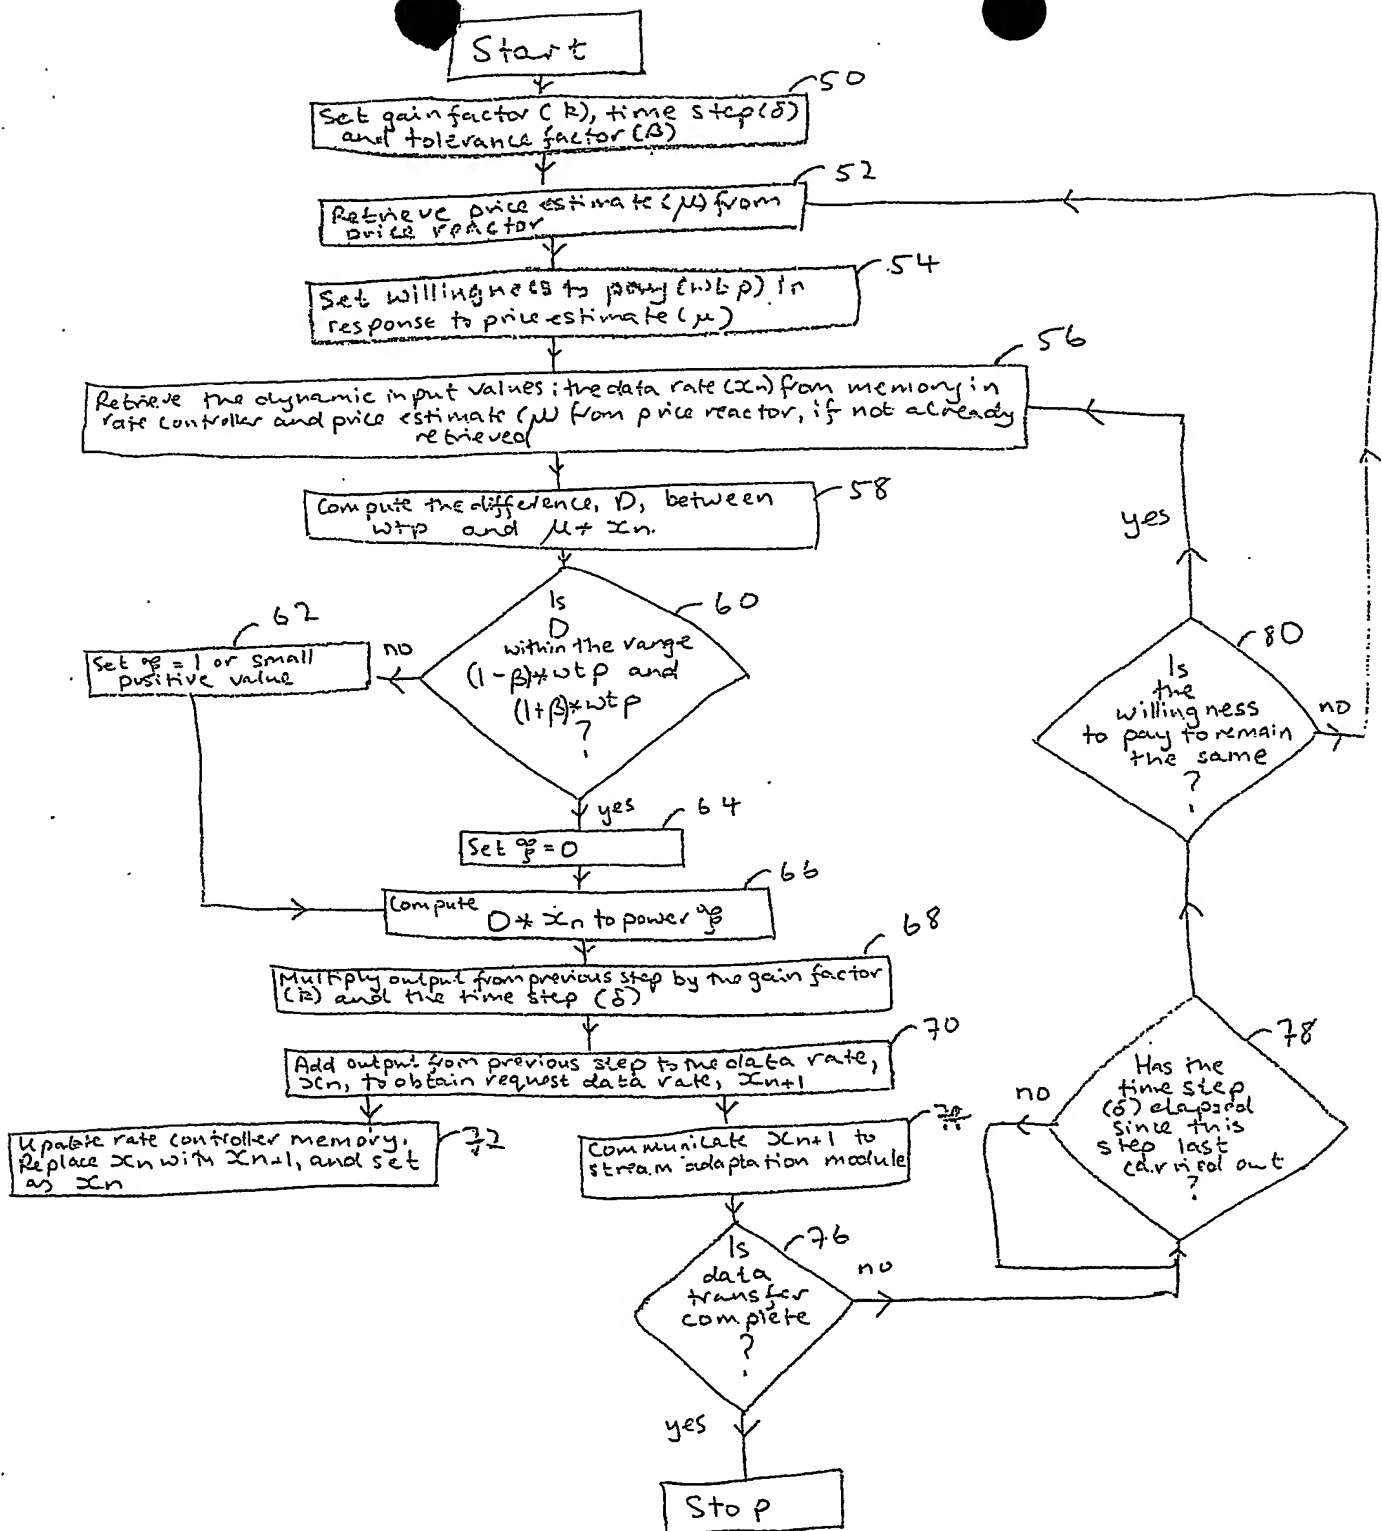 Start
50
Set gain factor (k), time step (δ)
and tolerance factor (β)
52
Retrieve price estimate (μ) from
price reactor
54
Set willingness to pay (wtp) in
response to price estimate (μ)
56
Retrieve the dynamic input values; the data rate (xn) from memory in
rate controller and price estimate (μ) from price reactor, if not already
retrieved
58
Compute the difference, D, between
wtp and μ * xn.
60
Is
D
within the range
(1-β)*wtp and
(1+β)*wtp
?
no
62
Set ξ = 1 or small
positive value
yes
64
Set ξ = 0
66
Compute
D * xn to power ξ
68
Multiply output from previous step by the gain factor
(k) and the time step (δ)
70
Add output from previous step to the data rate,
xn, to obtain request data rate, xn+1
72
Update rate controller memory.
Replace xn with xn+1, and set
as xn
Communicate xn+1 to
stream adaptation module
76
Is
data
transfer
complete
?
no
yes
Stop
78
Has the
time step
(δ) elapsed
since this
step last
carried out
?
no
80
Is
the
willingness
to pay to remain
the same
?
yes
no